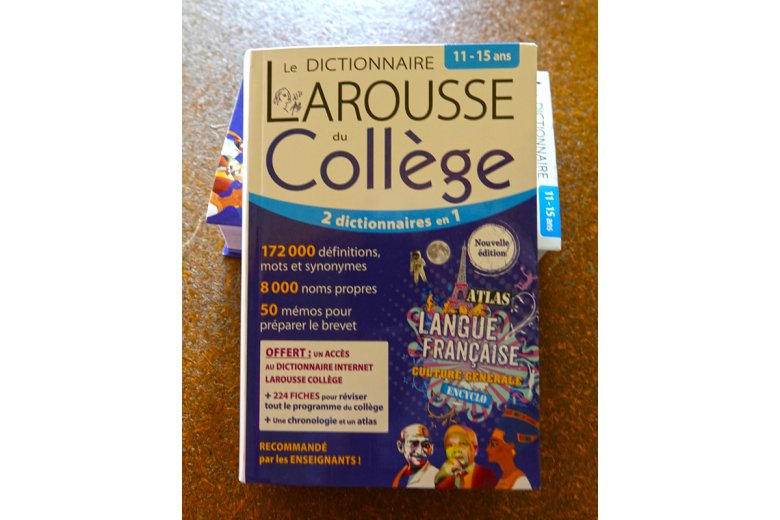 11 - 15 ans
Le DICTIONNAIRE
LAROUSSE
du
Collège
2 dictionnaires en 1
172 000 définitions,
mots et synonymes
8 000 noms propres
50 mémos pour
préparer le brevet
Nouvelle
édition
ATLAS
LANGUE
FRANÇAISE
CULTURE GÉNÉRALE
ENCYCLO
OFFERT : UN ACCÈS
AU DICTIONNAIRE INTERNET
LAROUSSE COLLÈGE
+ 224 FICHES pour réviser
tout le programme du collège
+ Une chronologie et un atlas
RECOMMANDÉ
par les ENSEIGNANTS !
DICTIONNAIRE
11 - 15 ans